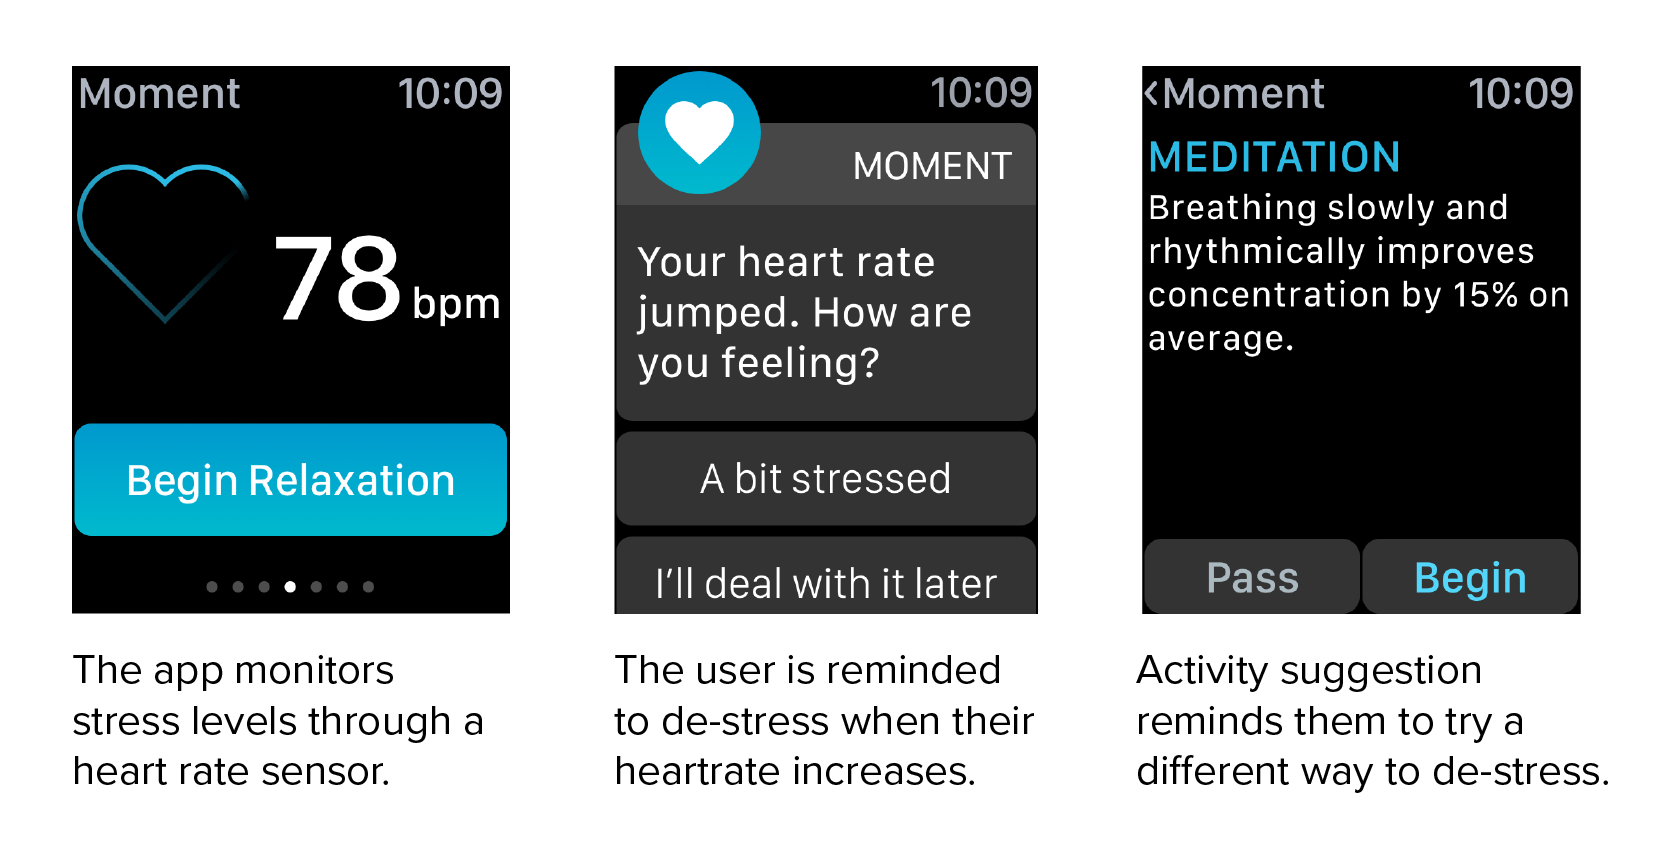 Moment 10:09
78 bpm
Begin Relaxation
The app monitors
stress levels through a
heart rate sensor.
10:09
MOMENT
Your heart rate
jumped. How are
you feeling?
A bit stressed
I'll deal with it later
The user is reminded
to de-stress when their
heartrate increases.
‹Moment 10:09
MEDITATION
Breathing slowly and
rhythmically improves
concentration by 15% on
average.
Pass Begin
Activity suggestion
reminds them to try a
different way to de-stress.